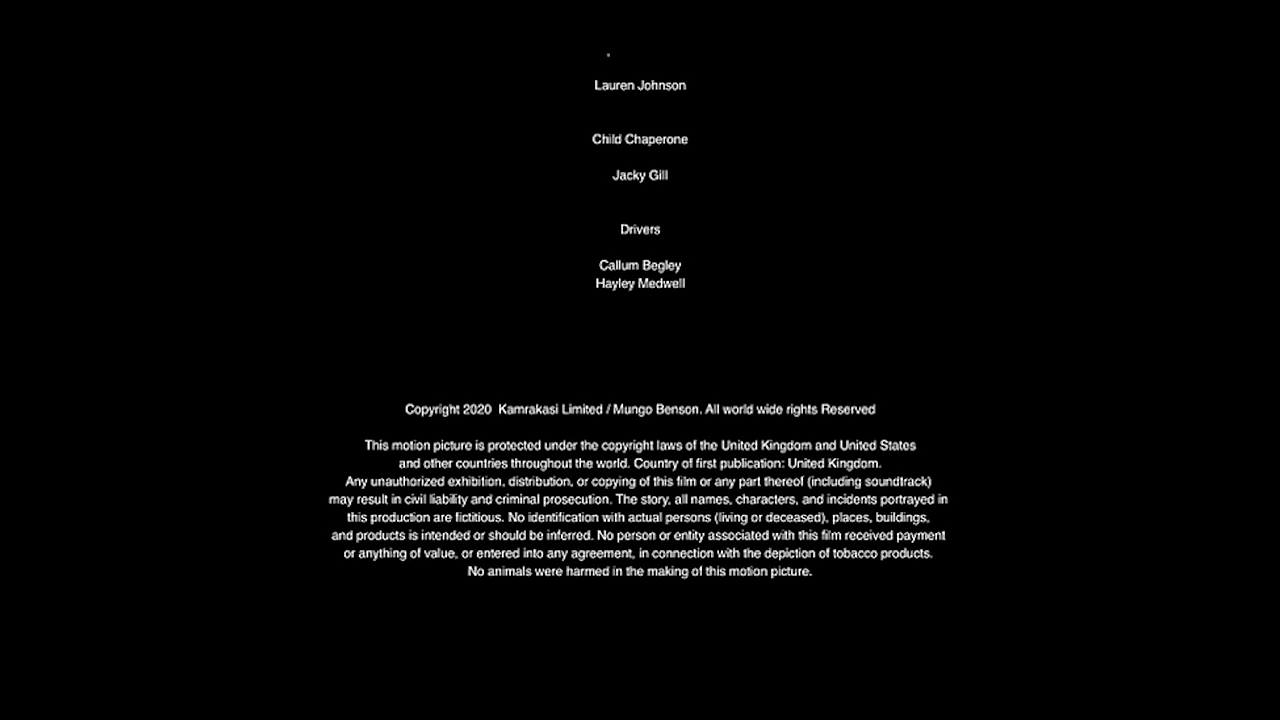 Lauren Johnson
Child Chaperone
Jacky Gill
Drivers
Callum Begley
Hayley Medwell
Copyright 2020 Kamrakasi Limited / Mungo Benson. All world wide rights Reserved
This motion picture is protected under the copyright laws of the United Kingdom and United States
and other countries throughout the world. Country of first publication: United Kingdom.
Any unauthorized exhibition, distribution, or copying of this film or any part thereof (including soundtrack)
may result in civil liability and criminal prosecution. The story, all names, characters, and incidents portrayed in
this production are fictitious. No identification with actual persons (living or deceased), places, buildings,
and products is intended or should be inferred. No person or entity associated with this film received payment
or anything of value, or entered into any agreement, in connection with the depiction of tobacco products.
No animals were harmed in the making of this motion picture.